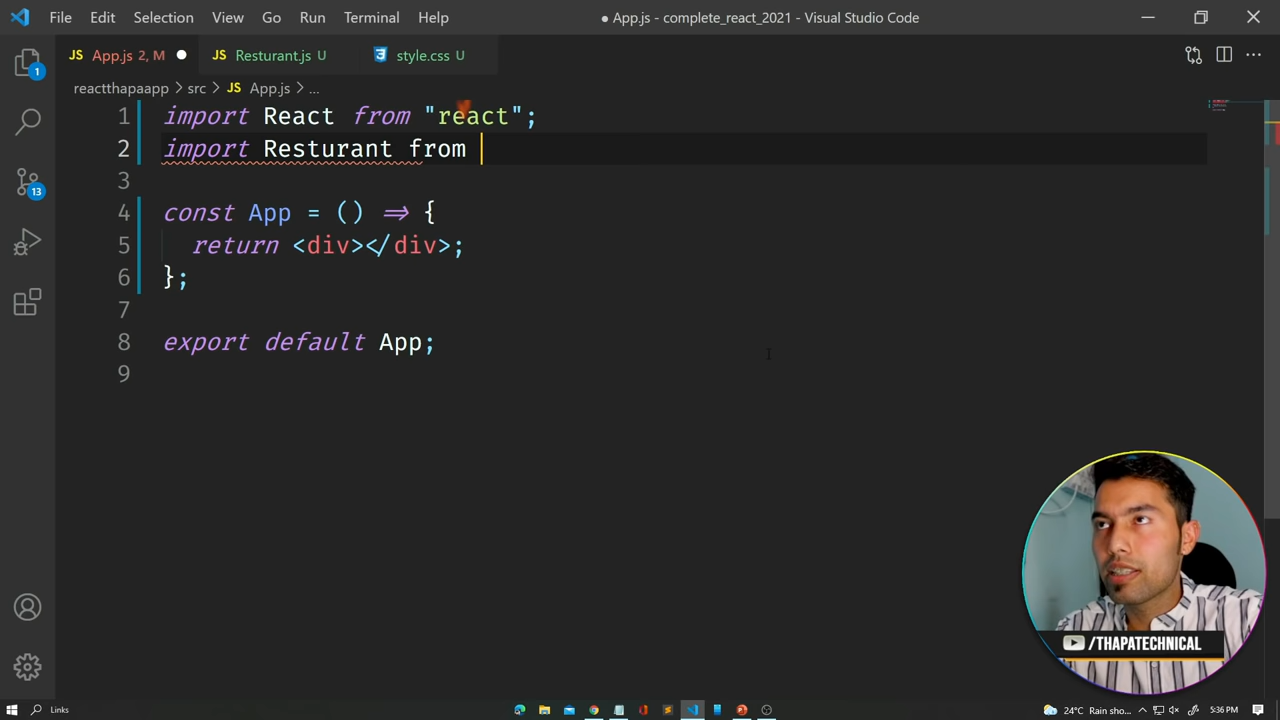 File Edit Selection View Go Run Terminal Help ● App.js - complete_react_2021 - Visual Studio Code
JS App.js 2, M JS Resturant.js U style.css U
reactthapaapp > src > JS App.js > ...
1 import React from "react";
2 import Resturant from
3
4 const App = () => {
5 return <div></div>;
6 };
7
8 export default App;
9
1
13
/THAPATECHNICAL
Links 24°C Rain sho... 5:36 PM